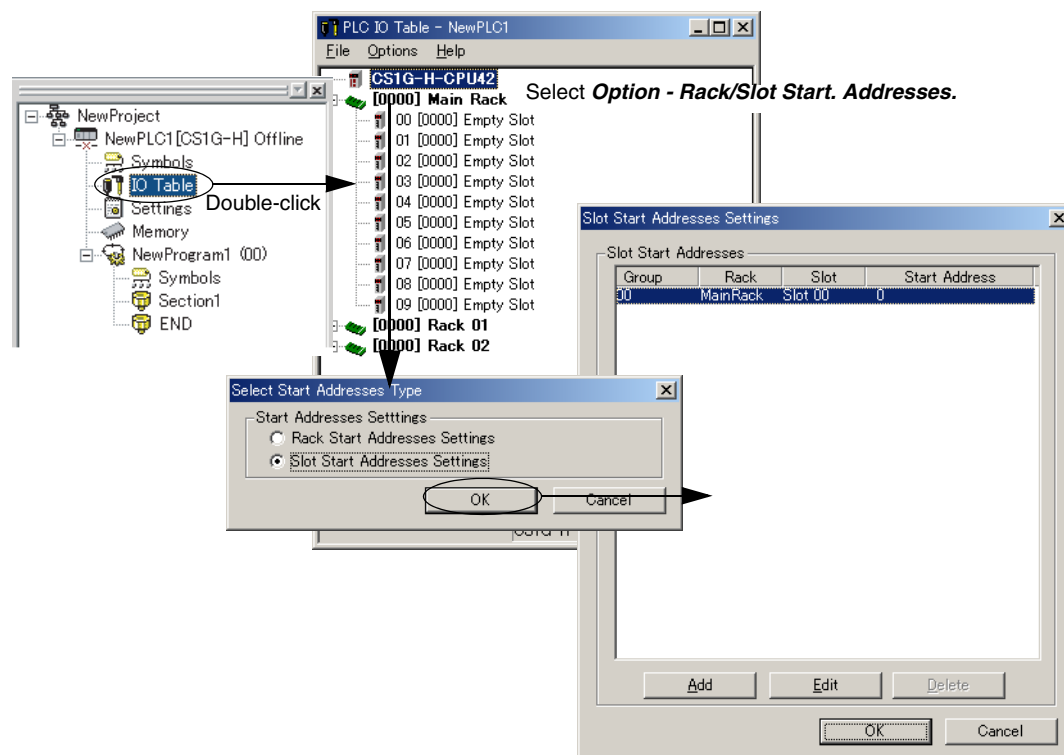 PLC IO Table - NewPLC1
File Options Help
CS1G-H-CPU42
Select Option - Rack/Slot Start. Addresses.
[0000] Main Rack
00 [0000] Empty Slot
01 [0000] Empty Slot
02 [0000] Empty Slot
03 [0000] Empty Slot
04 [0000] Empty Slot
05 [0000] Empty Slot
06 [0000] Empty Slot
07 [0000] Empty Slot
08 [0000] Empty Slot
09 [0000] Empty Slot
[0000] Rack 01
[0000] Rack 02
NewProject
NewPLC1[CS1G-H] Offline
Symbols
IO Table
Double-click
Settings
Memory
NewProgram1 (00)
Symbols
Section1
END
Select Start Addresses Type
Start Addresses Setttings
Rack Start Addresses Settings
Slot Start Addresses Settings
OK Cancel
Slot Start Addresses Settings
Slot Start Addresses
Group Rack Slot Start Address
00 MainRack Slot 00 0
Add Edit Delete
OK Cancel